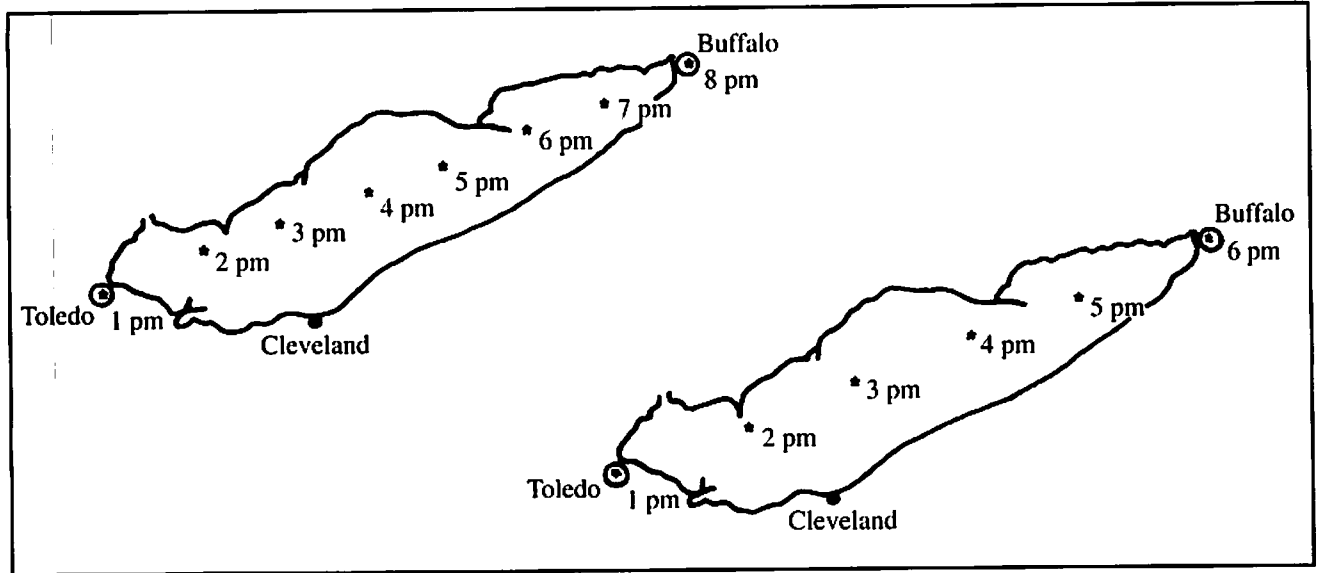 Buffalo
8 pm
7 pm
6 pm
5 pm
4 pm
3 pm
2 pm
Toledo
1 pm
Cleveland
Buffalo
6 pm
5 pm
4 pm
3 pm
2 pm
Toledo
1 pm
Cleveland